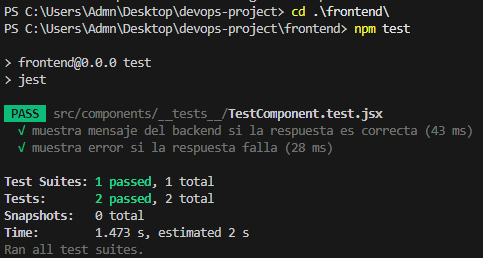 PS C:\Users\Admn\Desktop\devops-project> cd .\frontend\
PS C:\Users\Admn\Desktop\devops-project\frontend> npm test
> frontend@0.0.0 test
> jest
PASS src/components/__tests__/TestComponent.test.jsx
√ muestra mensaje del backend si la respuesta es correcta (43 ms)
√ muestra error si la respuesta falla (28 ms)
Test Suites: 1 passed, 1 total
Tests: 2 passed, 2 total
Snapshots: 0 total
Time: 1.473 s, estimated 2 s
Ran all test suites.